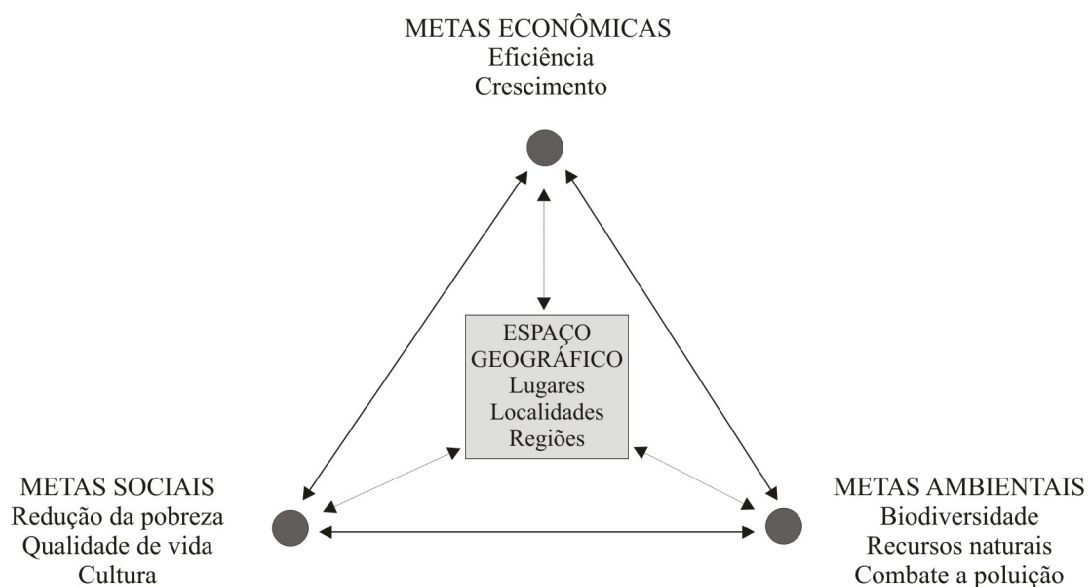 METAS ECONÔMICAS
Eficiência
Crescimento
ESPAÇO
GEOGRÁFICO
Lugares
Localidades
Regiões
METAS SOCIAIS
Redução da pobreza
Qualidade de vida
Cultura
METAS AMBIENTAIS
Biodiversidade
Recursos naturais
Combate a poluição